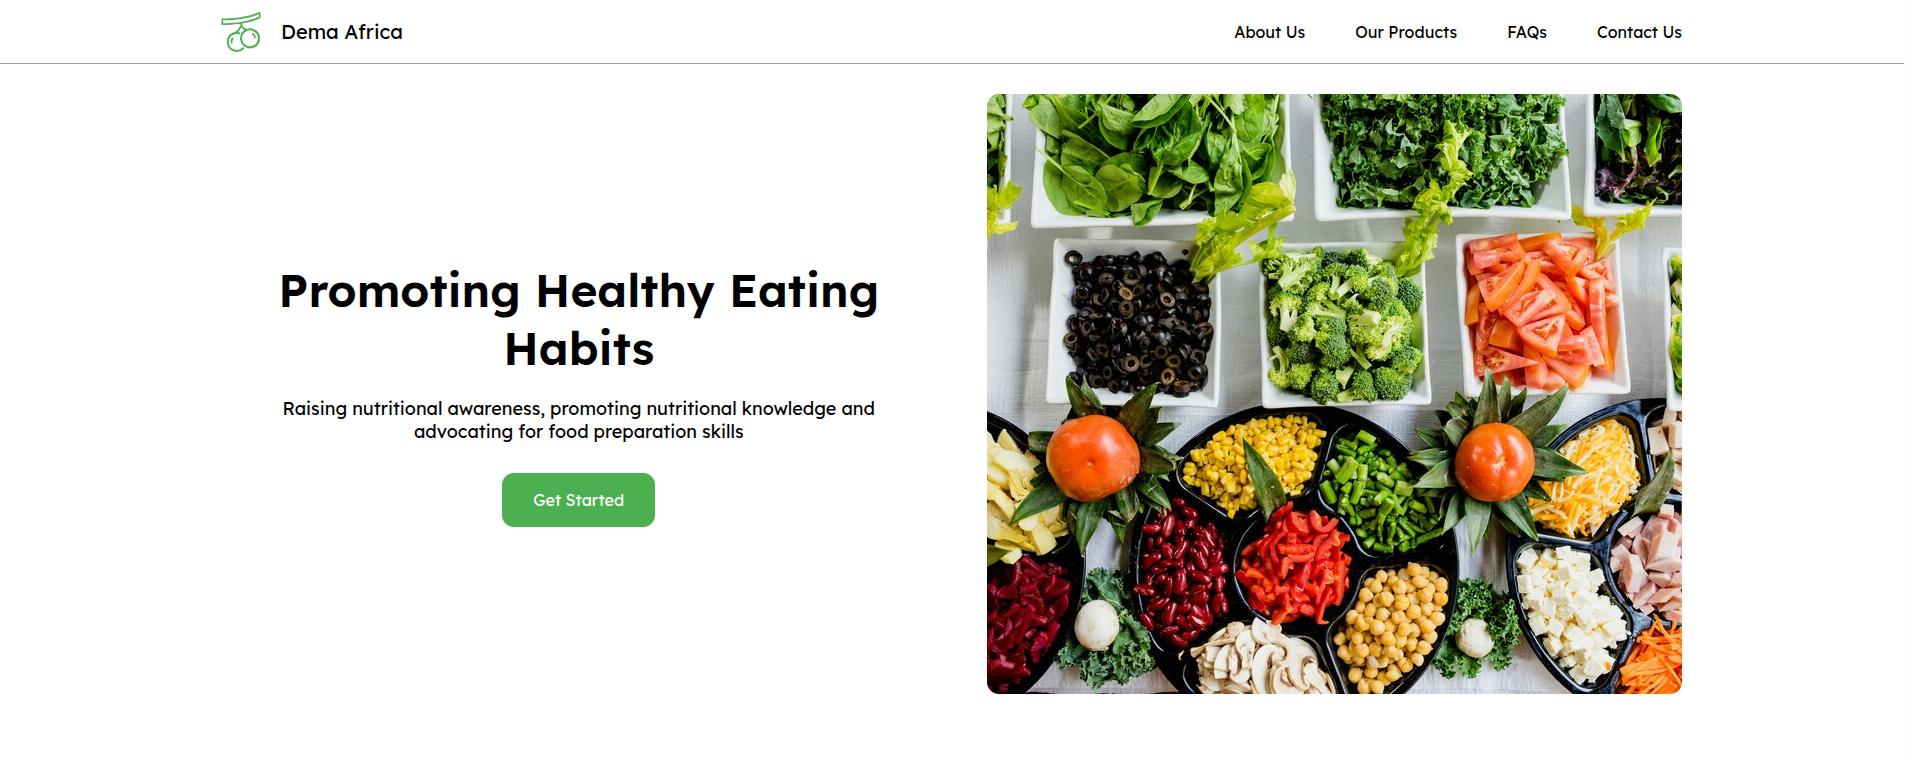 Dema Africa
About Us
Our Products
FAQs
Contact Us
Promoting Healthy Eating
Habits
Raising nutritional awareness, promoting nutritional knowledge and
advocating for food preparation skills
Get Started